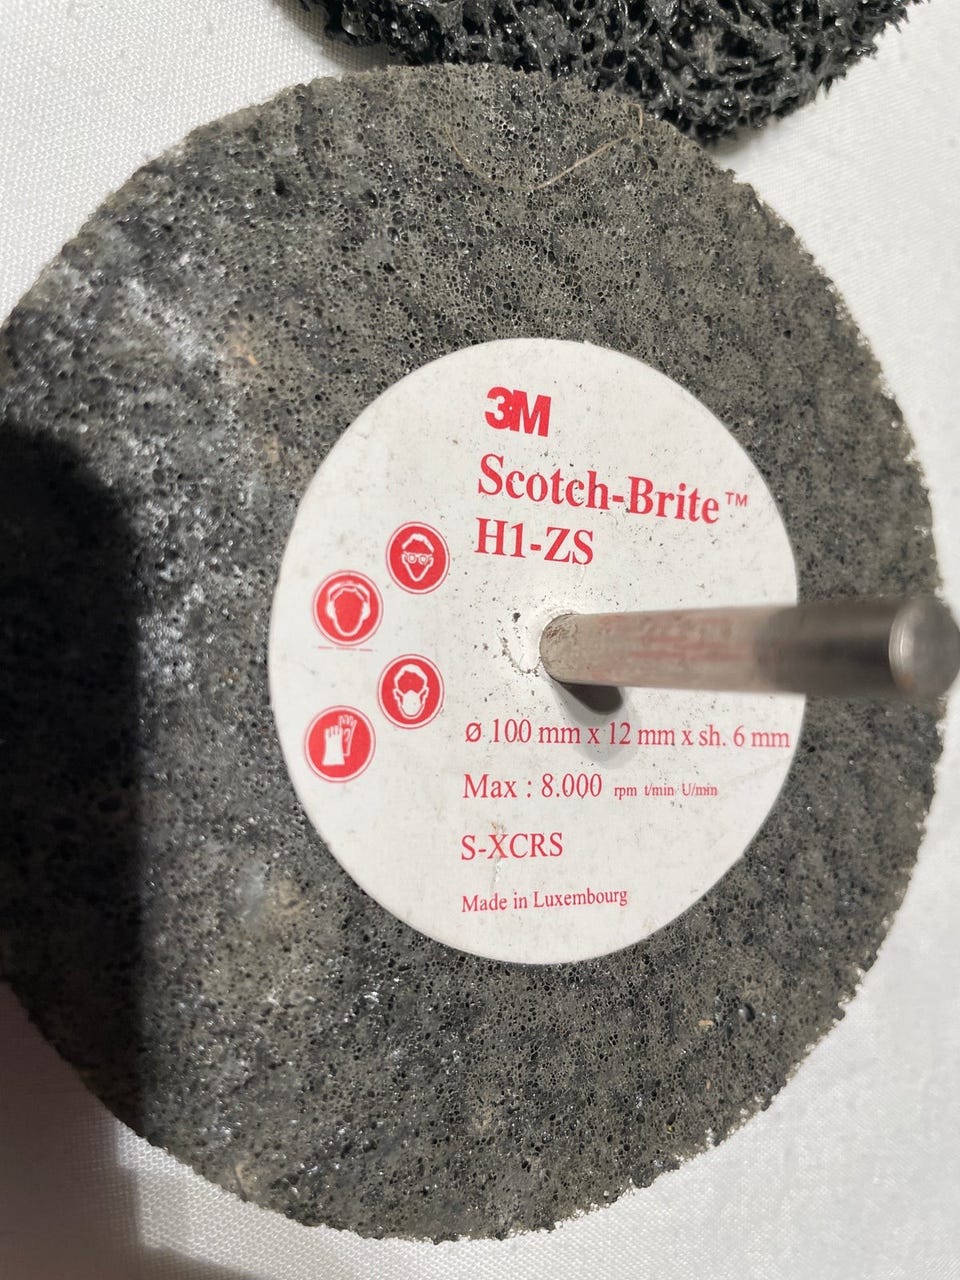 3M
Scotch-Brite™
H1-ZS
ø 100 mm x 12 mm x sh. 6 mm
Max : 8.000 rpm t/min U/min
S-XCRS
Made in Luxembourg